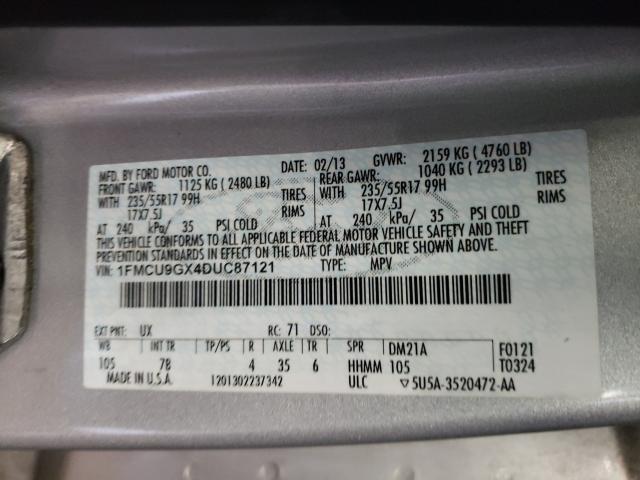 MFD. BY FORD MOTOR CO.
DATE: 02/13 GVWR: 2159 KG ( 4760 LB)
FRONT GAWR: 1125 KG ( 2480 LB) REAR GAWR: 1040 KG ( 2293 LB)
WITH 235/55R17 99H TIRES WITH 235/55R17 99H TIRES
17X7.5J RIMS 17X7.5J RIMS
AT 240 kPa/ 35 PSI COLD AT 240 kPa/ 35 PSI COLD
THIS VEHICLE CONFORMS TO ALL APPLICABLE FEDERAL MOTOR VEHICLE SAFETY AND THEFT
PREVENTION STANDARDS IN EFFECT ON THE DATE OF MANUFACTURE SHOWN ABOVE.
VIN: 1FMCU9GX4DUC87121 TYPE: MPV
EXT PNT: UX RC: 71 DSO:
WB INT TR TP/PS R AXLE TR SPR DM21A F0121
105 78 4 35 6 HHMM 105 T0324
MADE IN U.S.A. 1201302237342 ULC ▽5U5A-3520472-AA